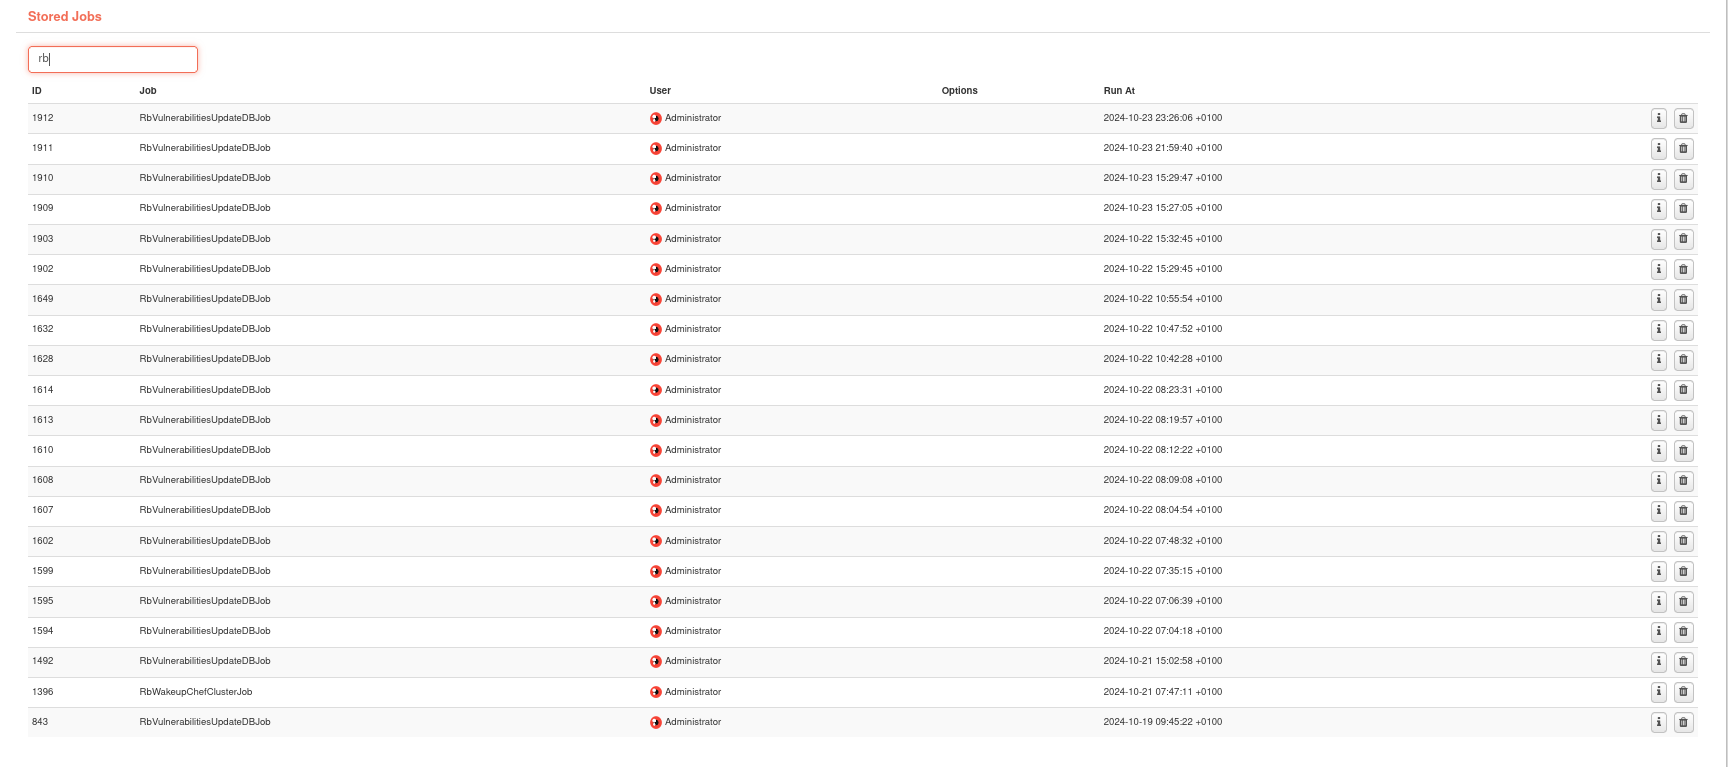 Stored Jobs
rb
ID Job User Options Run At
1912 RbVulnerabilitiesUpdateDBJob Administrator 2024-10-23 23:26:06 +0100
1911 RbVulnerabilitiesUpdateDBJob Administrator 2024-10-23 21:59:40 +0100
1910 RbVulnerabilitiesUpdateDBJob Administrator 2024-10-23 15:29:47 +0100
1909 RbVulnerabilitiesUpdateDBJob Administrator 2024-10-23 15:27:05 +0100
1903 RbVulnerabilitiesUpdateDBJob Administrator 2024-10-22 15:32:45 +0100
1902 RbVulnerabilitiesUpdateDBJob Administrator 2024-10-22 15:29:45 +0100
1649 RbVulnerabilitiesUpdateDBJob Administrator 2024-10-22 10:55:54 +0100
1632 RbVulnerabilitiesUpdateDBJob Administrator 2024-10-22 10:47:52 +0100
1628 RbVulnerabilitiesUpdateDBJob Administrator 2024-10-22 10:42:28 +0100
1614 RbVulnerabilitiesUpdateDBJob Administrator 2024-10-22 08:23:31 +0100
1613 RbVulnerabilitiesUpdateDBJob Administrator 2024-10-22 08:19:57 +0100
1610 RbVulnerabilitiesUpdateDBJob Administrator 2024-10-22 08:12:22 +0100
1608 RbVulnerabilitiesUpdateDBJob Administrator 2024-10-22 08:09:08 +0100
1607 RbVulnerabilitiesUpdateDBJob Administrator 2024-10-22 08:04:54 +0100
1602 RbVulnerabilitiesUpdateDBJob Administrator 2024-10-22 07:48:32 +0100
1599 RbVulnerabilitiesUpdateDBJob Administrator 2024-10-22 07:35:15 +0100
1595 RbVulnerabilitiesUpdateDBJob Administrator 2024-10-22 07:06:39 +0100
1594 RbVulnerabilitiesUpdateDBJob Administrator 2024-10-22 07:04:18 +0100
1492 RbVulnerabilitiesUpdateDBJob Administrator 2024-10-21 15:02:58 +0100
1396 RbWakeupChefClusterJob Administrator 2024-10-21 07:47:11 +0100
843 RbVulnerabilitiesUpdateDBJob Administrator 2024-10-19 09:45:22 +0100